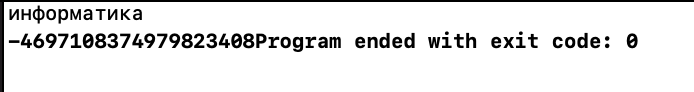 информатика
-4697108374979823408Program ended with exit code: 0